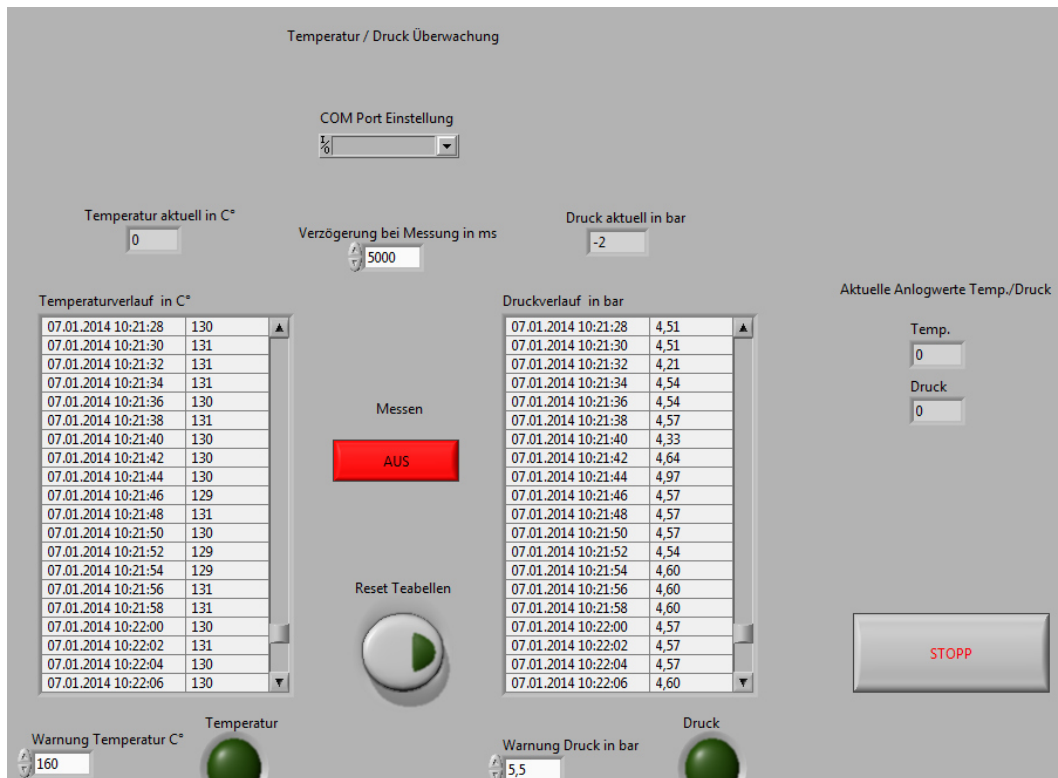 Temperatur / Druck Überwachung
COM Port Einstellung
I/O
Temperatur aktuell in C°
0
Verzögerung bei Messung in ms
5000
Druck aktuell in bar
-2
Temperaturverlauf in C°
07.01.2014 10:21:28 130
07.01.2014 10:21:30 131
07.01.2014 10:21:32 131
07.01.2014 10:21:34 131
07.01.2014 10:21:36 130
07.01.2014 10:21:38 131
07.01.2014 10:21:40 130
07.01.2014 10:21:42 130
07.01.2014 10:21:44 130
07.01.2014 10:21:46 129
07.01.2014 10:21:48 131
07.01.2014 10:21:50 130
07.01.2014 10:21:52 129
07.01.2014 10:21:54 129
07.01.2014 10:21:56 131
07.01.2014 10:21:58 131
07.01.2014 10:22:00 130
07.01.2014 10:22:02 131
07.01.2014 10:22:04 130
07.01.2014 10:22:06 130
Messen
AUS
Reset Teabellen
Druckverlauf in bar
07.01.2014 10:21:28 4,51
07.01.2014 10:21:30 4,51
07.01.2014 10:21:32 4,21
07.01.2014 10:21:34 4,54
07.01.2014 10:21:36 4,54
07.01.2014 10:21:38 4,57
07.01.2014 10:21:40 4,33
07.01.2014 10:21:42 4,64
07.01.2014 10:21:44 4,97
07.01.2014 10:21:46 4,57
07.01.2014 10:21:48 4,57
07.01.2014 10:21:50 4,57
07.01.2014 10:21:52 4,54
07.01.2014 10:21:54 4,60
07.01.2014 10:21:56 4,60
07.01.2014 10:21:58 4,60
07.01.2014 10:22:00 4,57
07.01.2014 10:22:02 4,57
07.01.2014 10:22:04 4,57
07.01.2014 10:22:06 4,60
Aktuelle Anlogwerte Temp./Druck
Temp.
0
Druck
0
STOPP
Warnung Temperatur C°
160
Temperatur
Warnung Druck in bar
5,5
Druck